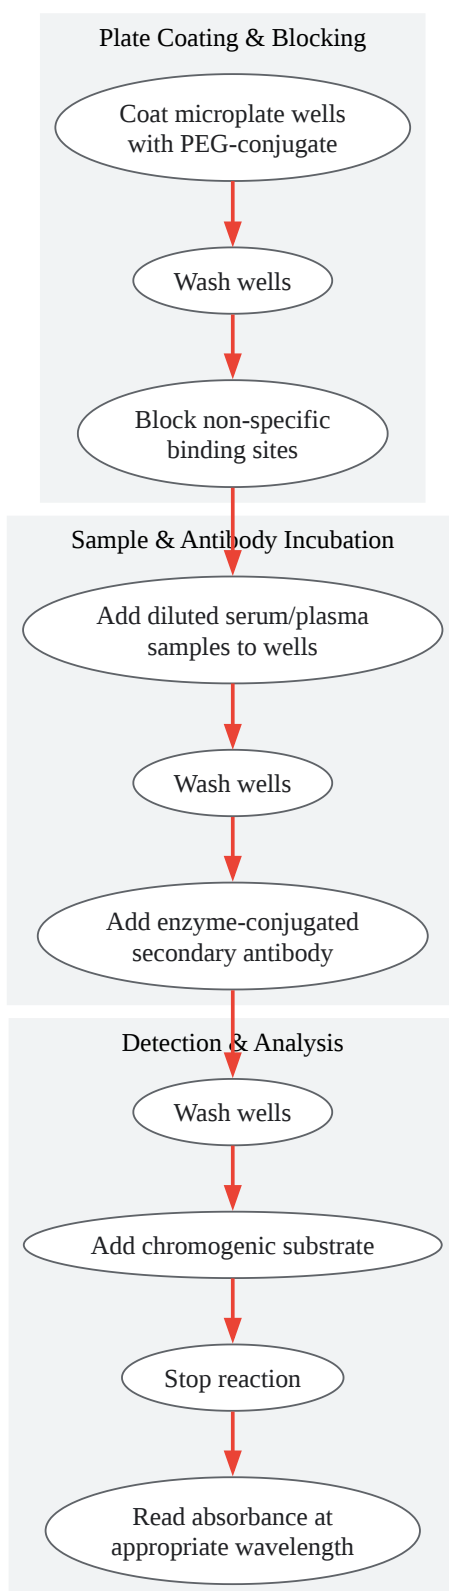 Plate Coating & Blocking
Coat microplate wells
with PEG-conjugate
Wash wells
Block non-specific
binding sites
Sample & Antibody Incubation
Add diluted serum/plasma
samples to wells
Wash wells
Add enzyme-conjugated
secondary antibody
Detection & Analysis
Wash wells
Add chromogenic substrate
Stop reaction
Read absorbance at
appropriate wavelength